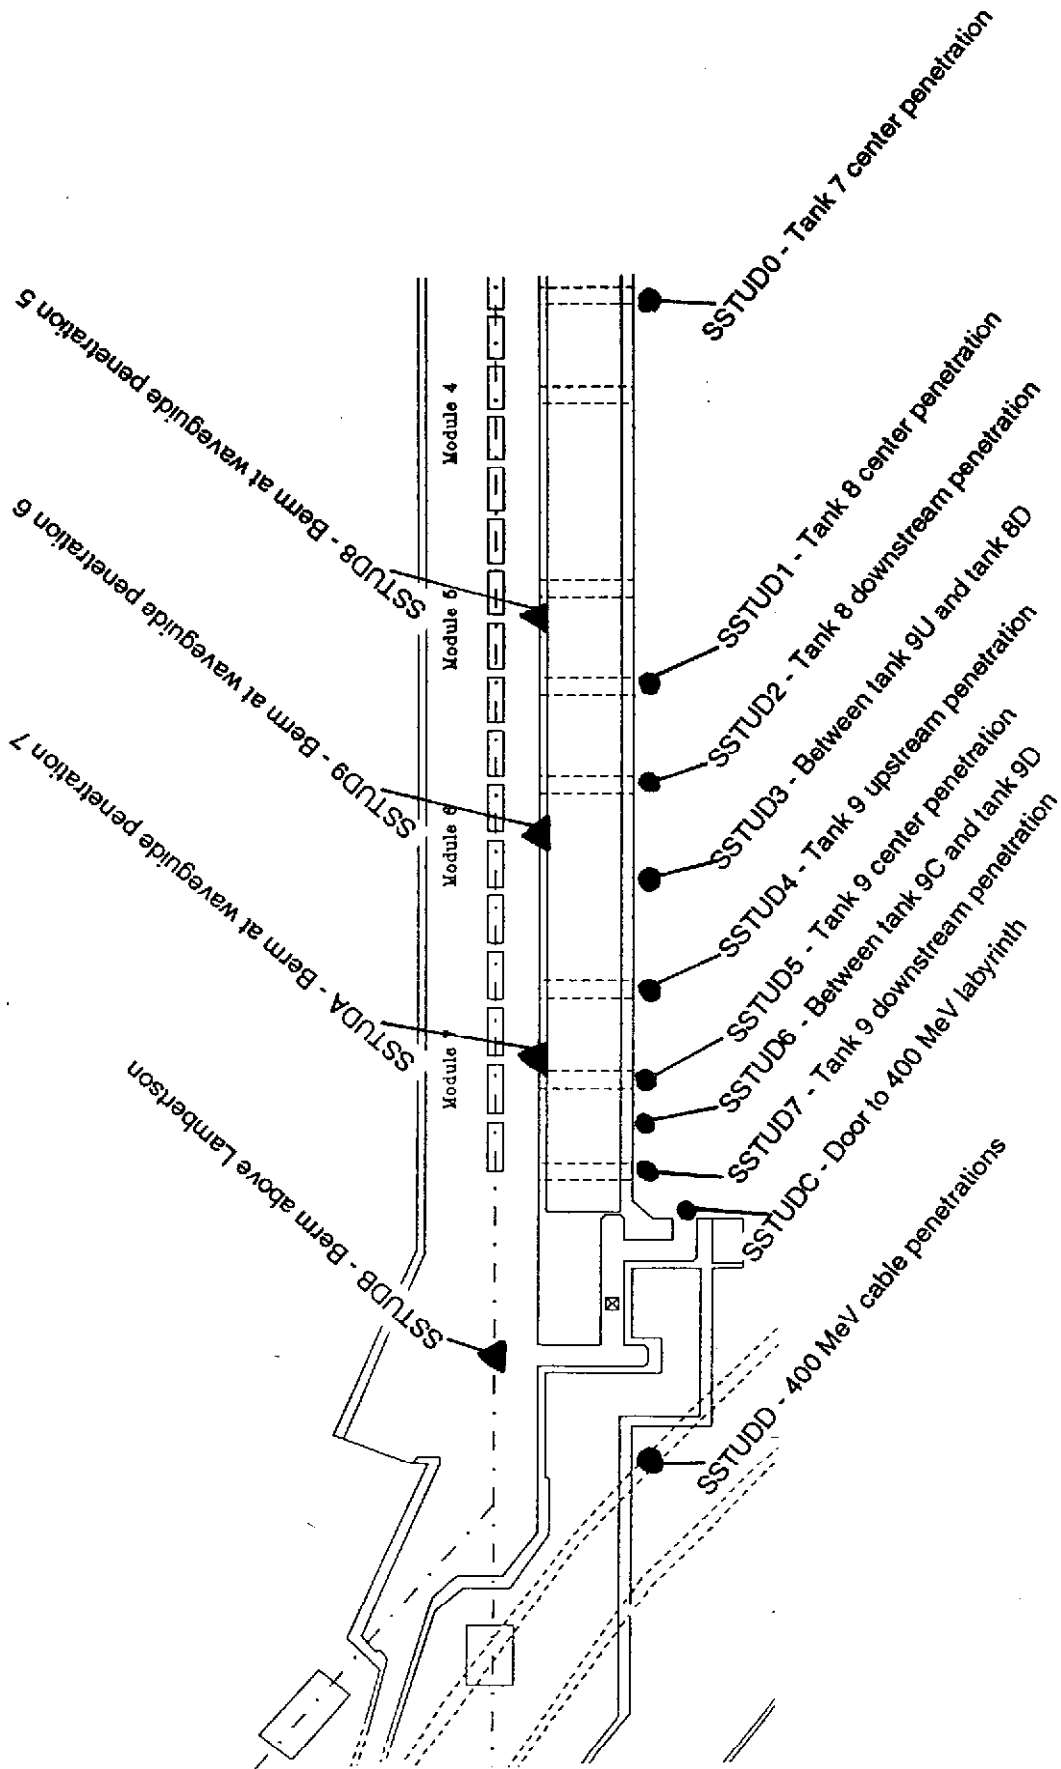 SSTUD0 - Tank 7 center penetration
SSTUD1 - Tank 8 center penetration
SSTUD2 - Tank 8 downstream penetration
SSTUD3 - Between tank 9U and tank 8D
SSTUD4 - Tank 9 upstream penetration
SSTUD5 - Tank 9 center penetration
SSTUD6 - Between tank 9C and tank 9D
SSTUD7 - Tank 9 downstream penetration
SSTUDC - Door to 400 MeV labyrinth
SSTUDD - 400 MeV cable penetrations
SSTUD8 - Berm at waveguide penetration 5
SSTUD9 - Berm at waveguide penetration 6
SSTUDA - Berm at waveguide penetration 7
SSTUDB - Berm above Lambertson
Module 4
Module 5
Module 6
Module 7